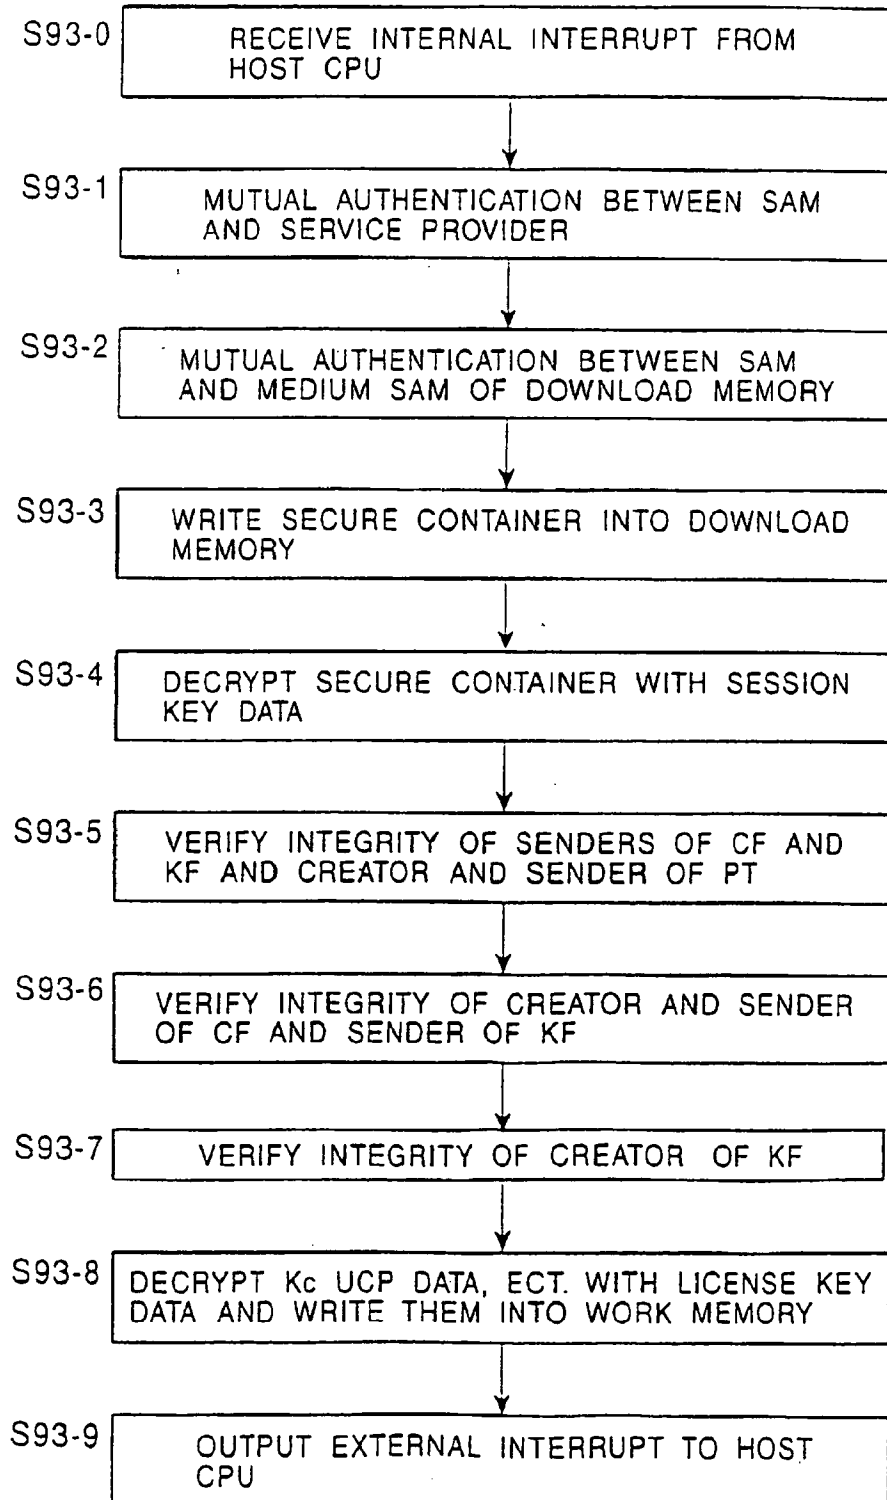 S93-0
RECEIVE INTERNAL INTERRUPT FROM
HOST CPU
S93-1
MUTUAL AUTHENTICATION BETWEEN SAM
AND SERVICE PROVIDER
S93-2
MUTUAL AUTHENTICATION BETWEEN SAM
AND MEDIUM SAM OF DOWNLOAD MEMORY
S93-3
WRITE SECURE CONTAINER INTO DOWNLOAD
MEMORY
S93-4
DECRYPT SECURE CONTAINER WITH SESSION
KEY DATA
S93-5
VERIFY INTEGRITY OF SENDERS OF CF AND
KF AND CREATOR AND SENDER OF PT
S93-6
VERIFY INTEGRITY OF CREATOR AND SENDER
OF CF AND SENDER OF KF
S93-7
VERIFY INTEGRITY OF CREATOR OF KF
S93-8
DECRYPT Kc UCP DATA, ECT. WITH LICENSE KEY
DATA AND WRITE THEM INTO WORK MEMORY
S93-9
OUTPUT EXTERNAL INTERRUPT TO HOST
CPU